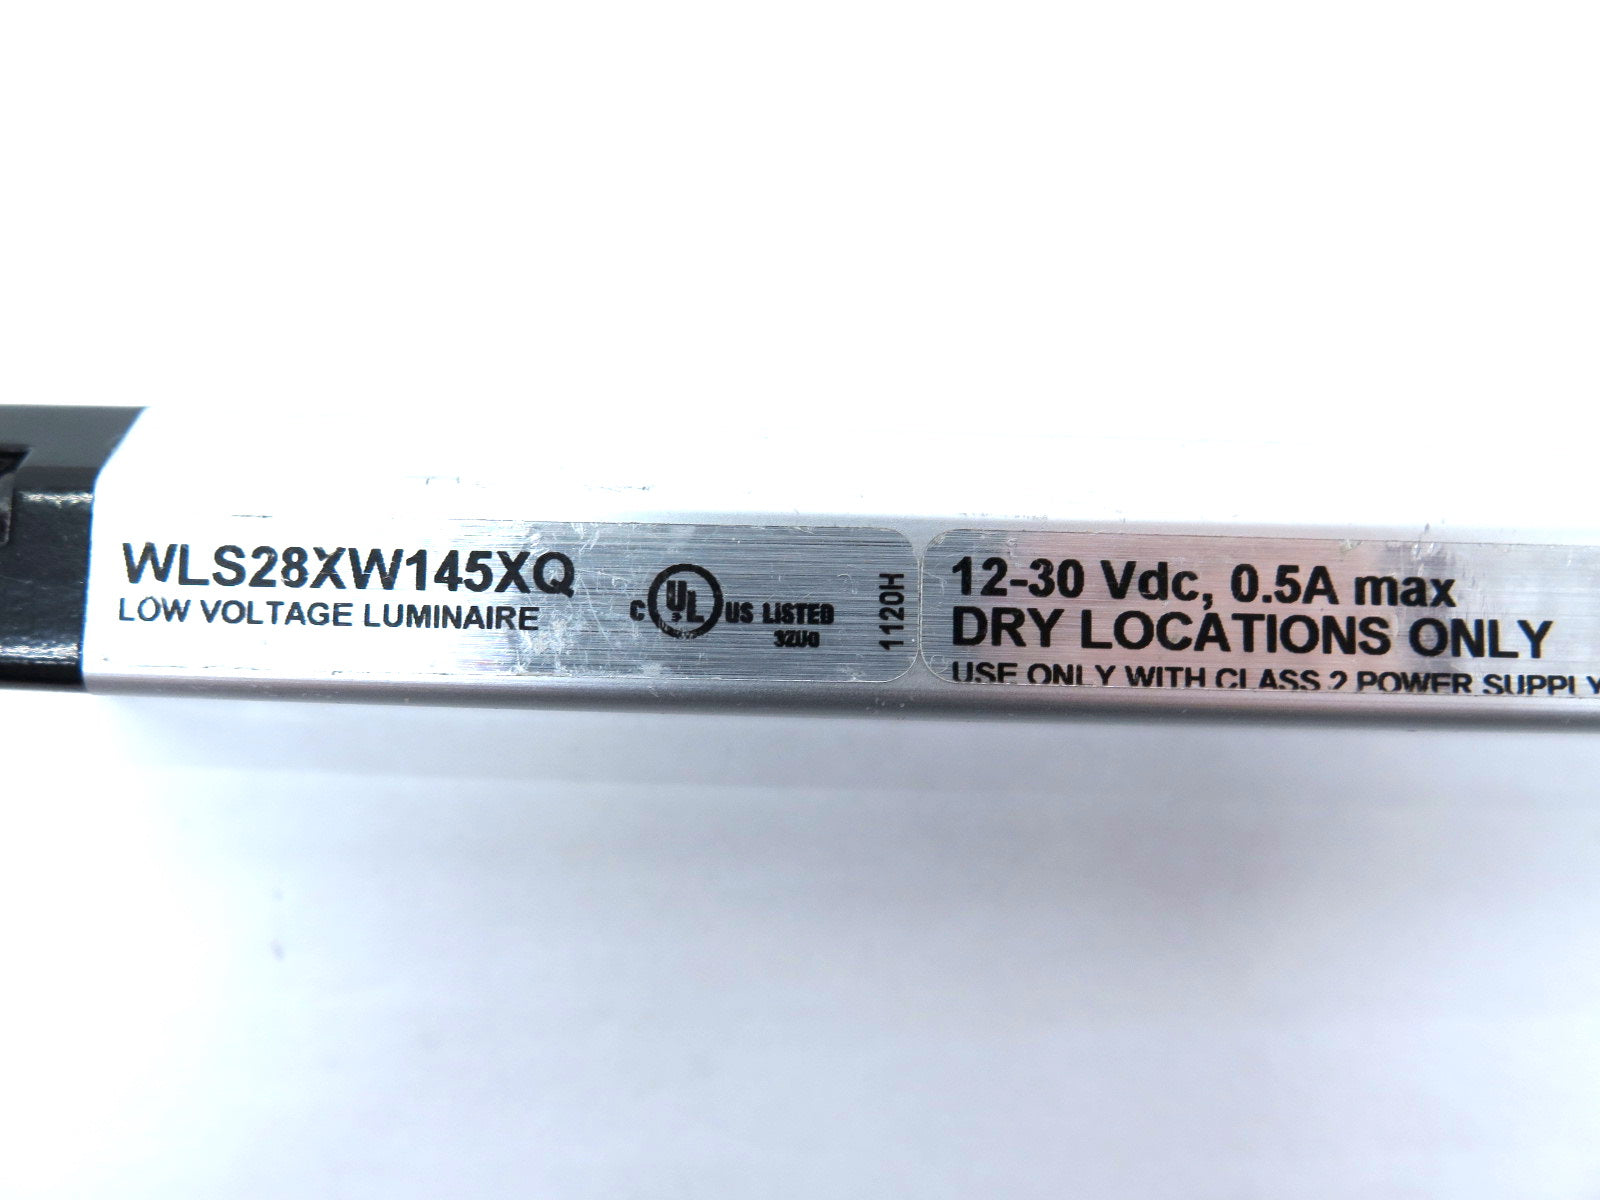 WLS28XW145XQ
LOW VOLTAGE LUMINAIRE
C UL US LISTED
3ZU0
1120H
12-30 Vdc, 0.5A max
DRY LOCATIONS ONLY
USE ONLY WITH CLASS 2 POWER SUPPLY